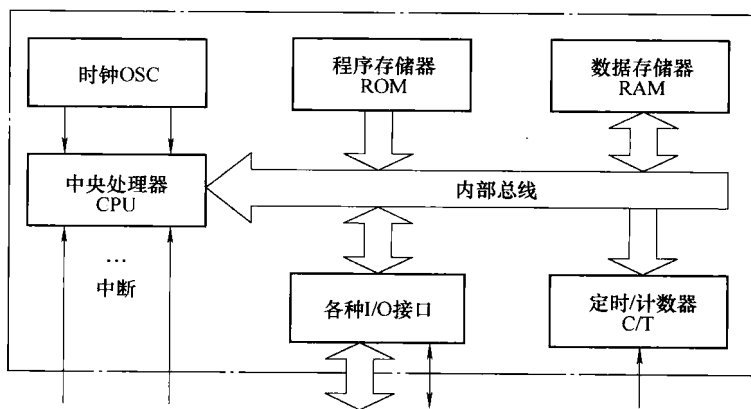 时钟OSC
程序存储器
ROM
数据存储器
RAM
中央处理器
CPU
内部总线
…
中断
各种I/O接口
定时/计数器
C/T